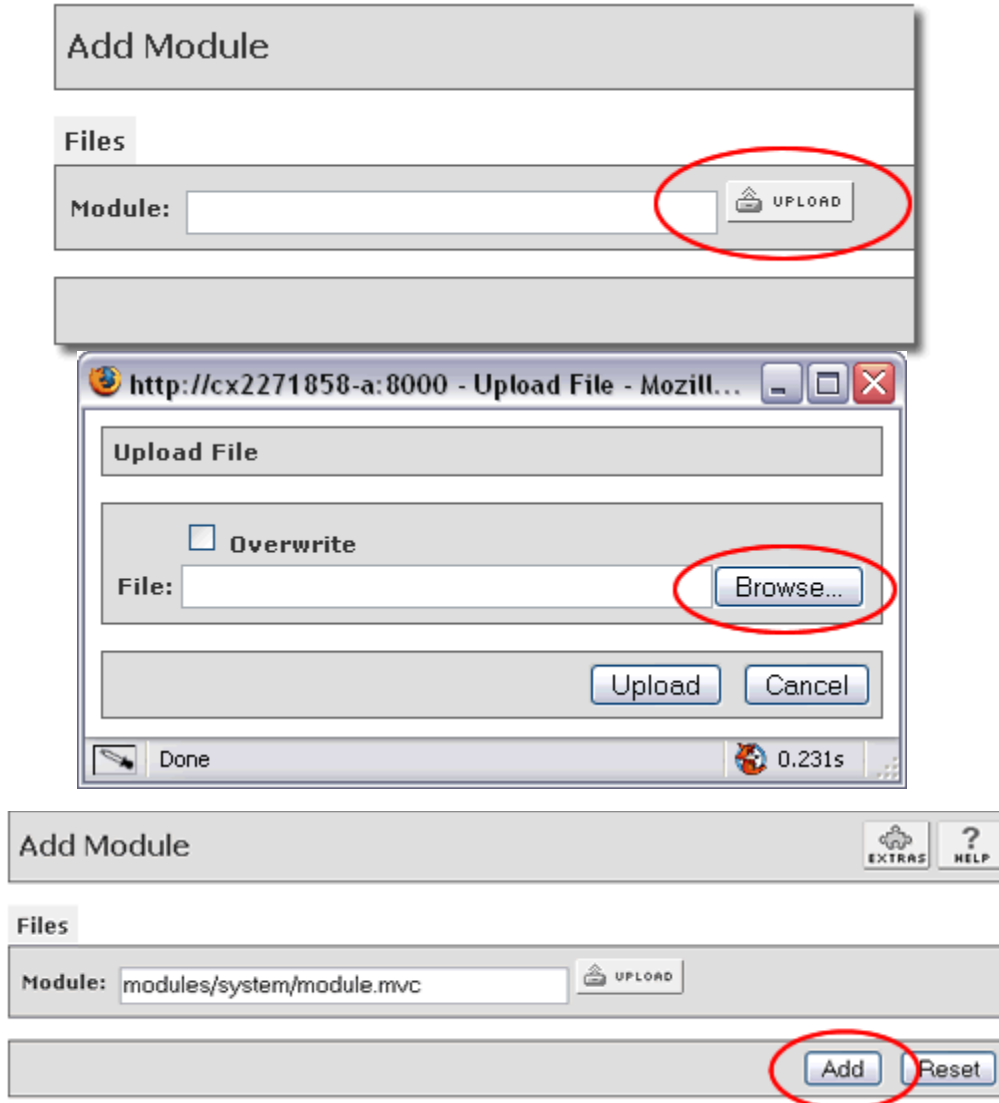 Add Module
Files
Module:
UPLOAD
http://cx2271858-a:8000 - Upload File - Mozill...
Upload File
Overwrite
File:
Browse...
Upload
Cancel
Done
0.231s
Add Module
EXTRAS
?
HELP
Files
Module: modules/system/module.mvc
UPLOAD
Add
Reset